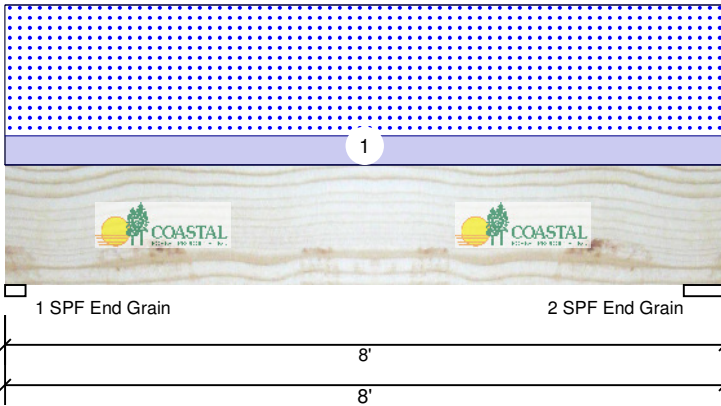 1
COASTAL
COASTAL
1 SPF End Grain
2 SPF End Grain
8'
8'